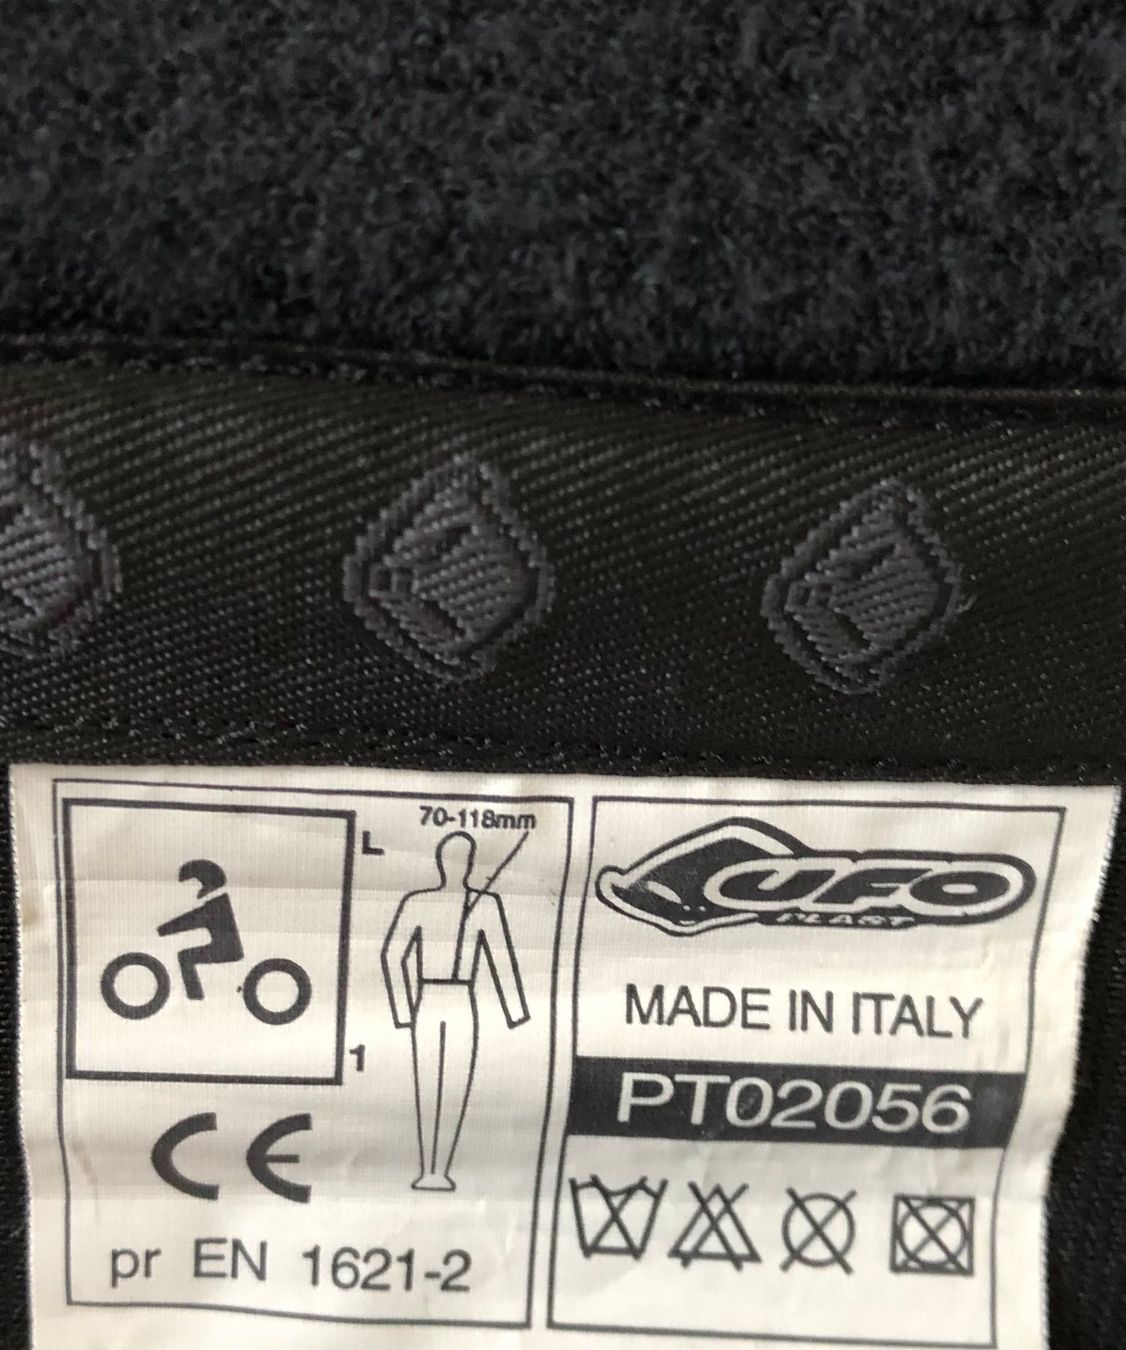 70-118mm
L
1
CE
pr EN 1621-2
UFO
PLAST
MADE IN ITALY
PT02056